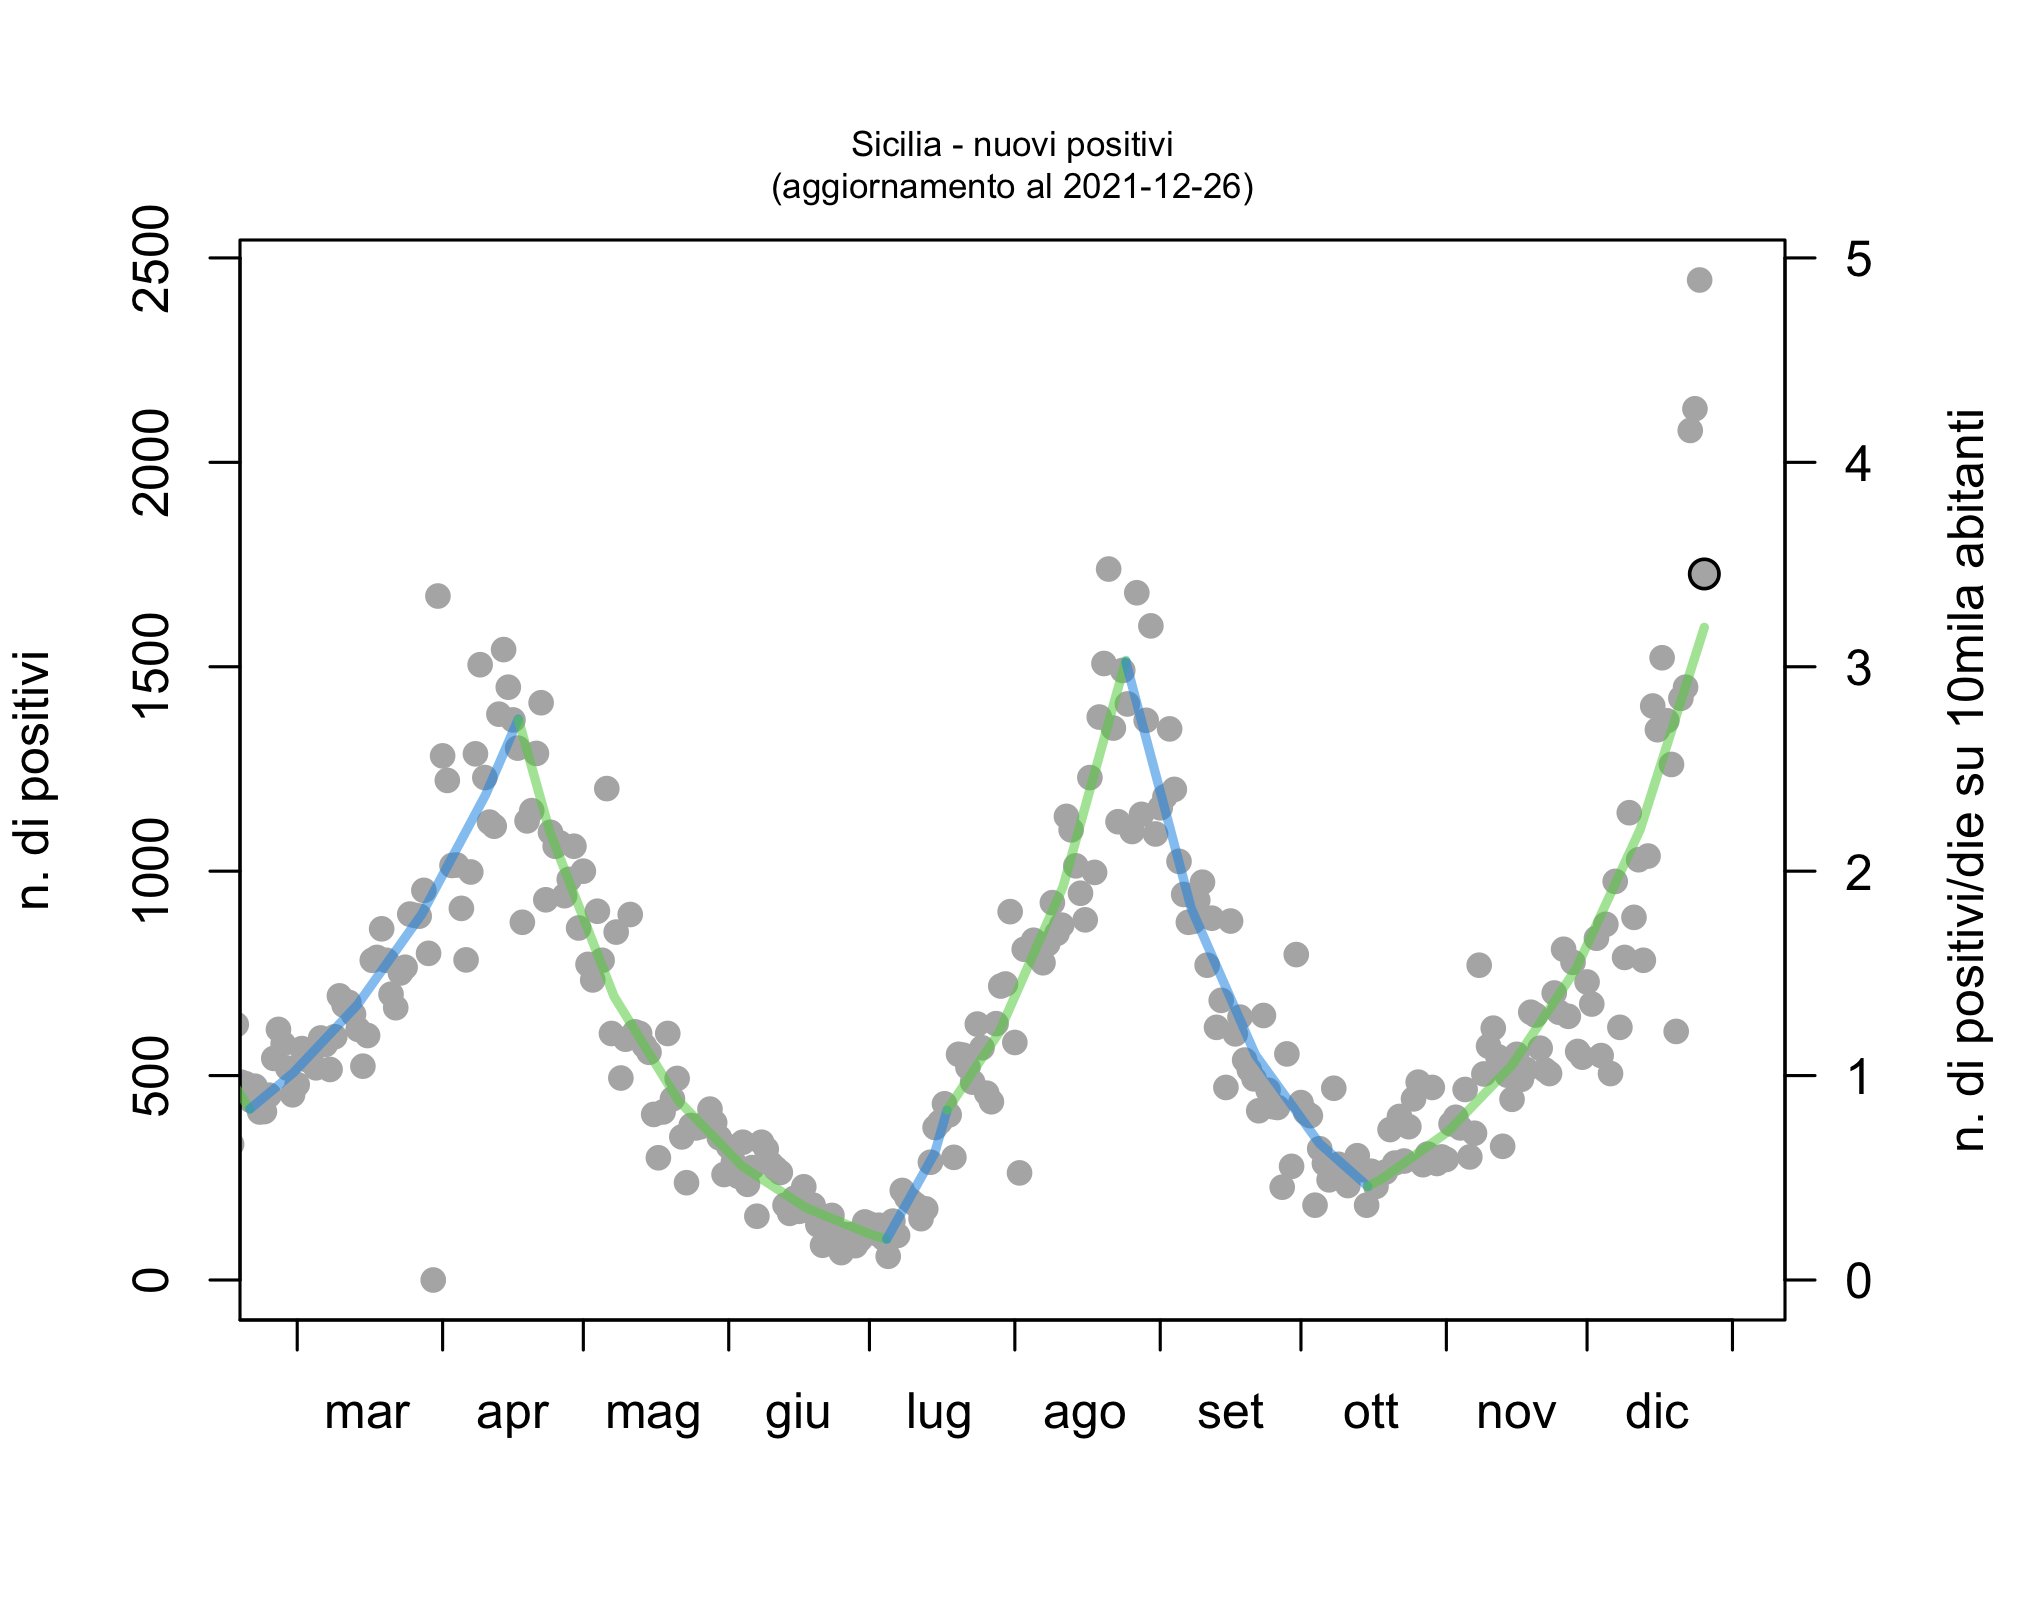 Sicilia - nuovi positivi
(aggiornamento al 2021-12-26)
n. di positivi
2500
2000
1500
1000
500
0
5
4
3
2
1
0
n. di positivi/die su 10mila abitanti
mar apr mag giu lug ago set ott nov dic